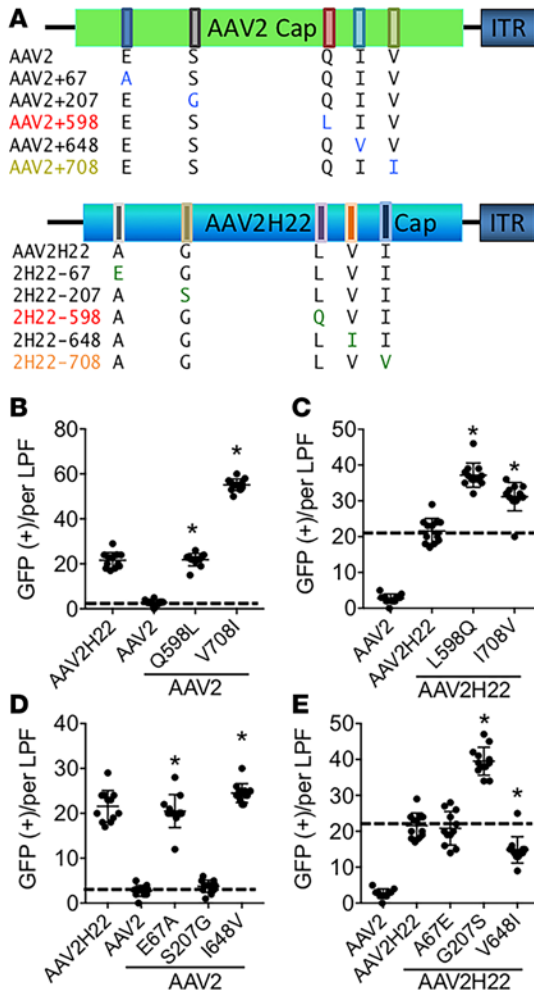 A
AAV2 Cap ITR
AAV2 E S Q I V
AAV2+67 A S Q I V
AAV2+207 E G Q I V
AAV2+598 E S L I V
AAV2+648 E S Q V V
AAV2+708 E S Q I I
AAV2H22 Cap ITR
AAV2H22 A G L V I
2H22-67 E G L V I
2H22-207 A S L V I
2H22-598 A G Q V I
2H22-648 A G L I I
2H22-708 A G L V V
B
GFP (+)/per LPF
80
60
40
20
0
*
*
AAV2H22
AAV2
Q598L
V708I
AAV2
C
GFP (+)/per LPF
50
40
30
20
10
0
*
*
AAV2
AAV2H22
L598Q
I708V
AAV2H22
D
GFP (+)/per LPF
40
30
20
10
0
*
*
AAV2H22
AAV2
E67A
S207G
I648V
AAV2
E
GFP (+)/per LPF
50
40
30
20
10
0
*
*
AAV2
AAV2H22
A67E
G207S
V648I
AAV2H22